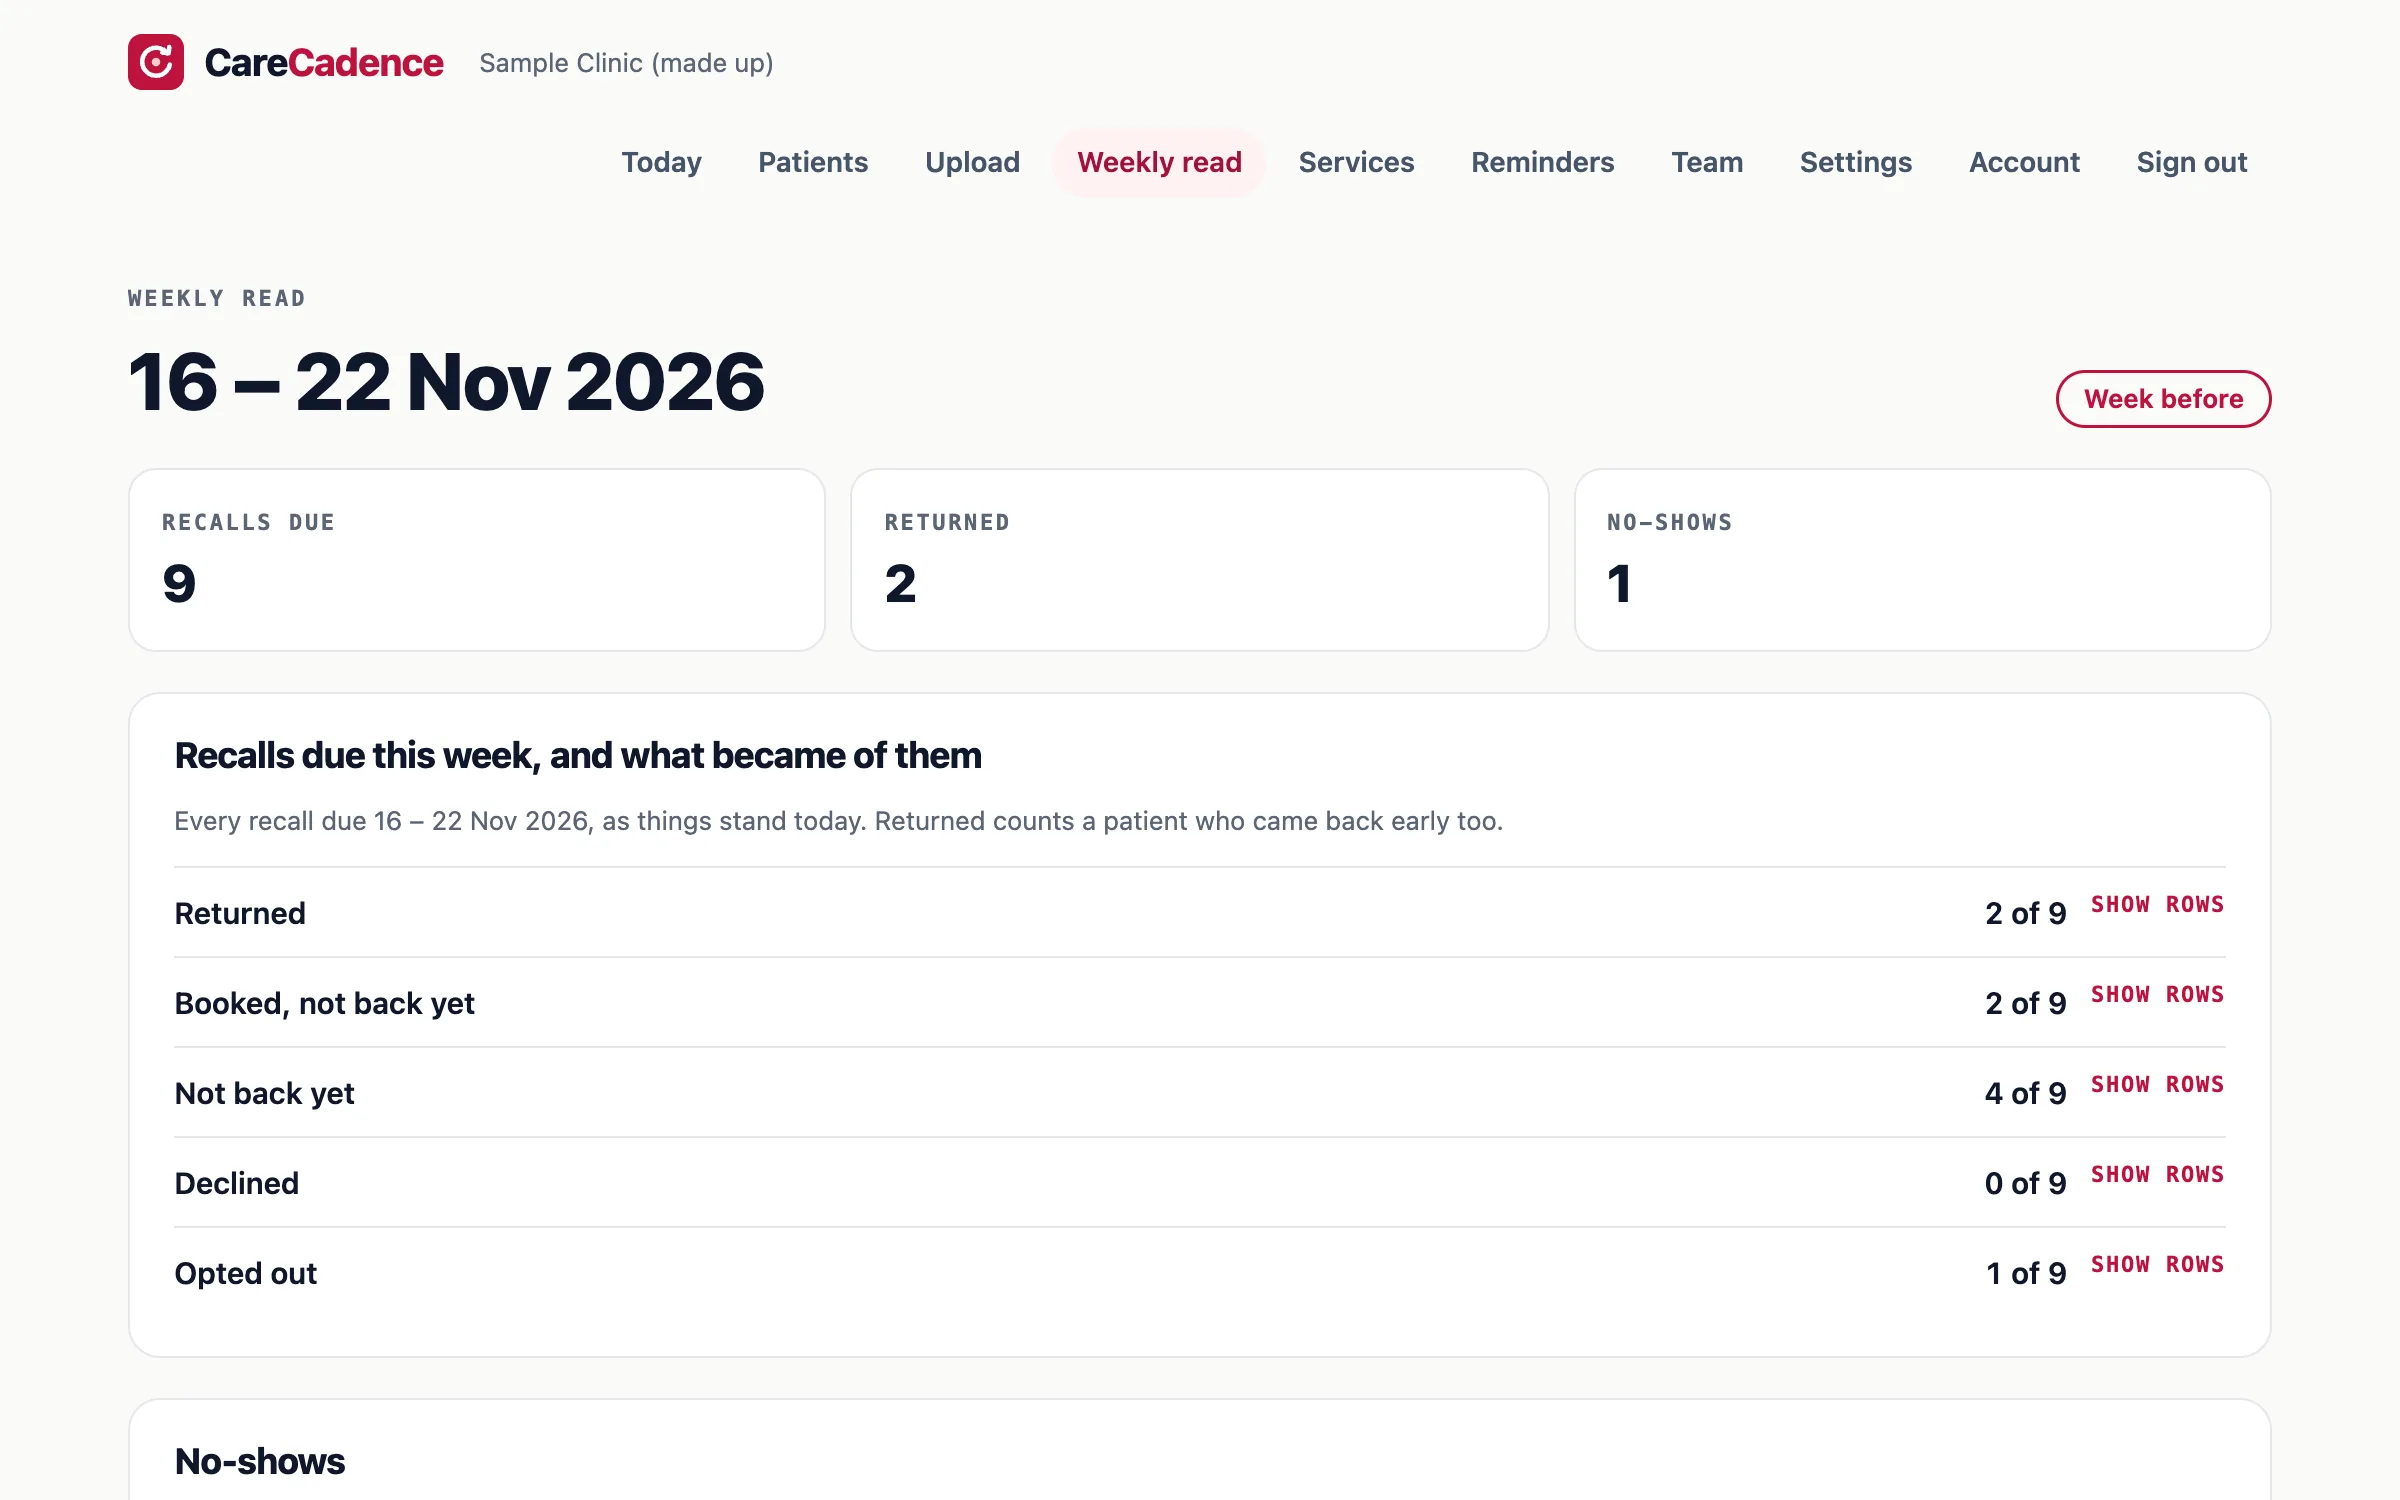 CareCadence Sample Clinic (made up)
Today Patients Upload Weekly read Services Reminders Team Settings Account Sign out
WEEKLY READ
16 – 22 Nov 2026
Week before
RECALLS DUE
9
RETURNED
2
NO-SHOWS
1
Recalls due this week, and what became of them
Every recall due 16 – 22 Nov 2026, as things stand today. Returned counts a patient who came back early too.
Returned 2 of 9 SHOW ROWS
Booked, not back yet 2 of 9 SHOW ROWS
Not back yet 4 of 9 SHOW ROWS
Declined 0 of 9 SHOW ROWS
Opted out 1 of 9 SHOW ROWS
No-shows